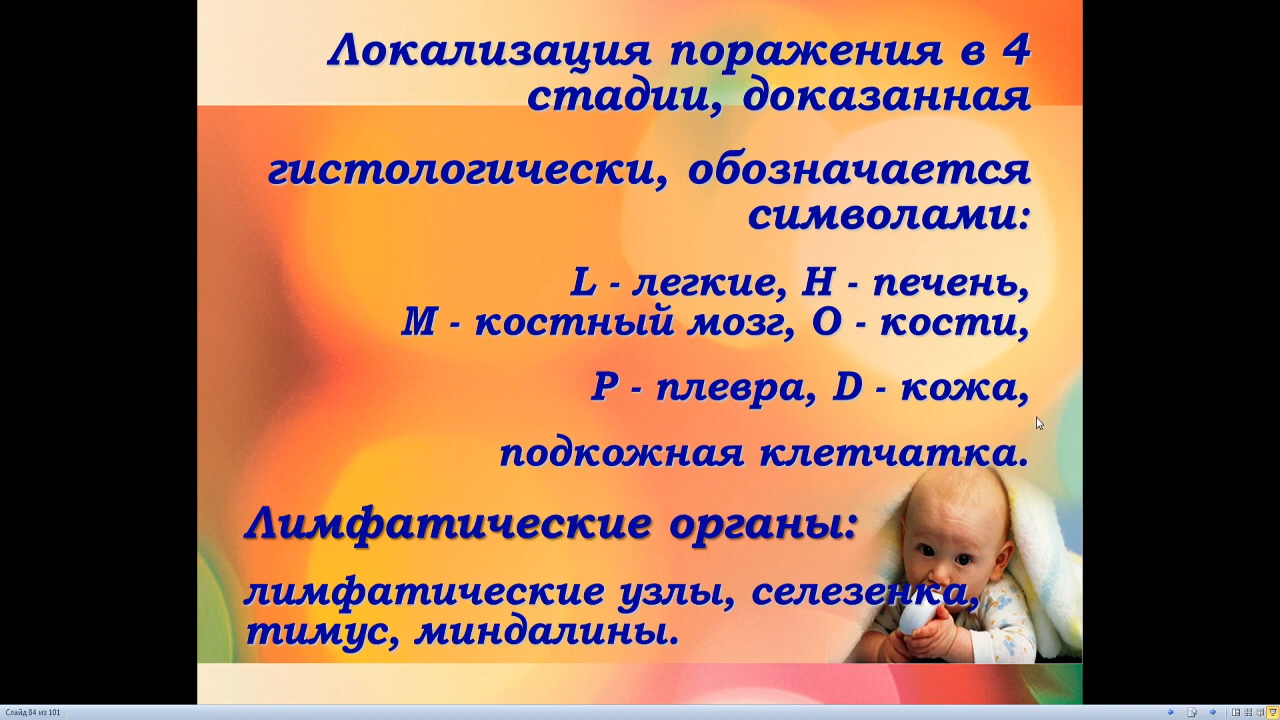 Локализация поражения в 4
стадии, доказанная
гистологически, обозначается
символами:
L - легкие, H - печень,
M - костный мозг, O - кости,
P - плевра, D - кожа,
подкожная клетчатка.
Лимфатические органы:
лимфатические узлы, селезенка,
тимус, миндалины.
Слайд 84 из 101